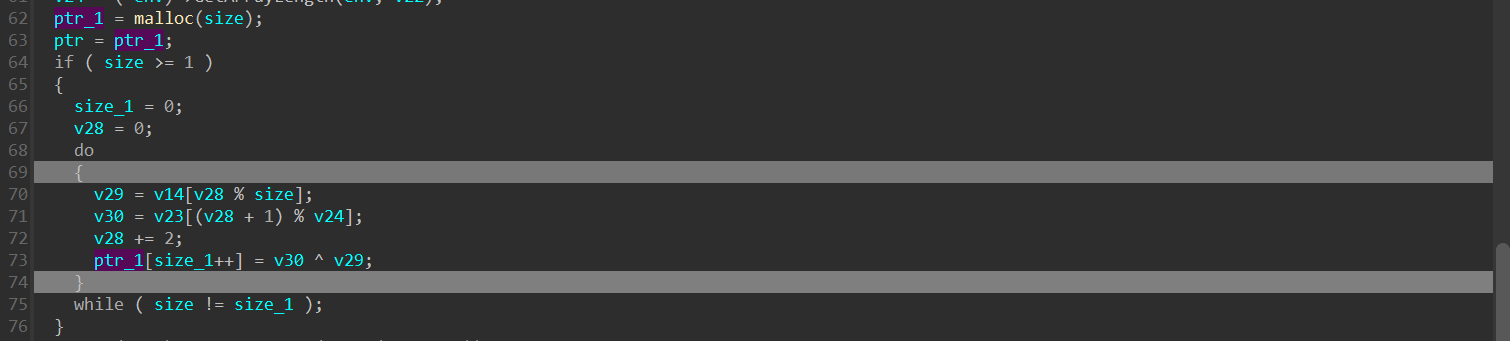 62 ptr_1 = malloc(size);
63 ptr = ptr_1;
64 if ( size >= 1 )
65 {
66 size_1 = 0;
67 v28 = 0;
68 do
69 {
70 v29 = v14[v28 % size];
71 v30 = v23[(v28 + 1) % v24];
72 v28 += 2;
73 ptr_1[size_1++] = v30 ^ v29;
74 }
75 while ( size != size_1 );
76 }